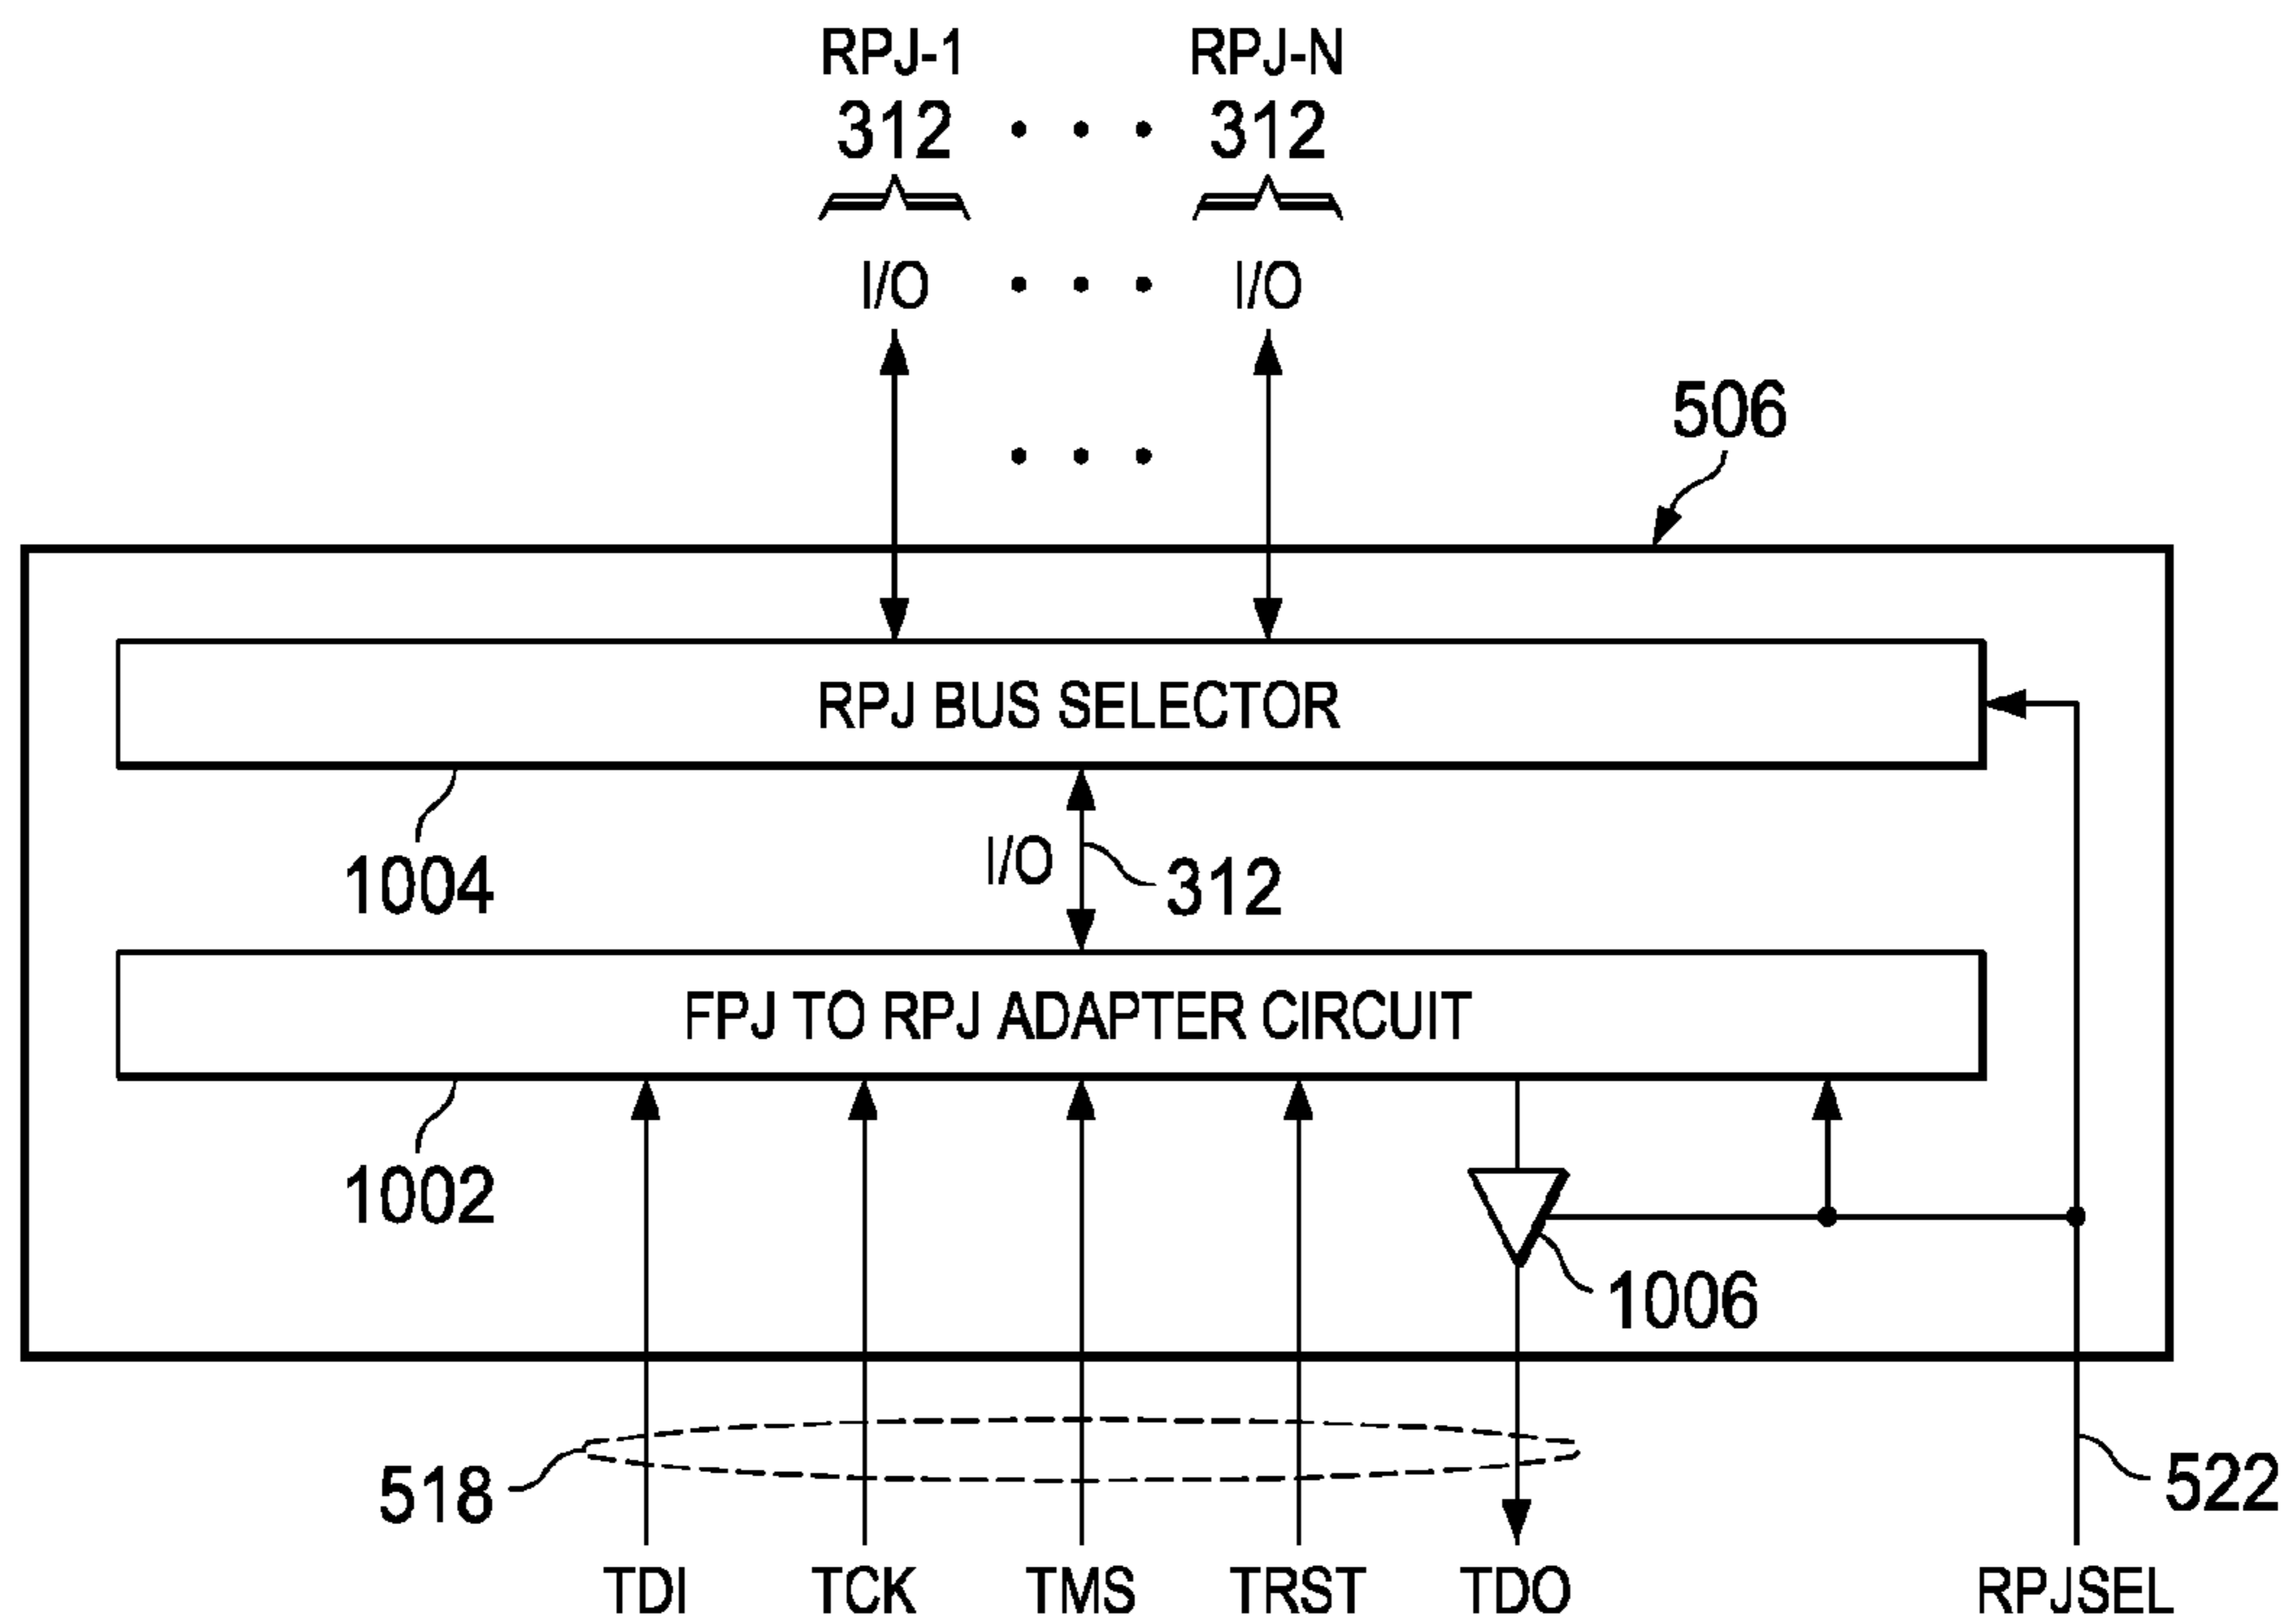 RPJ-1 RPJ-N
312 • • • 312
I/O • • • I/O
• • •
506
RPJ BUS SELECTOR
1004
I/O
312
FPJ TO RPJ ADAPTER CIRCUIT
1002
1006
518
522
TDI TCK TMS TRST TDO RPJSEL